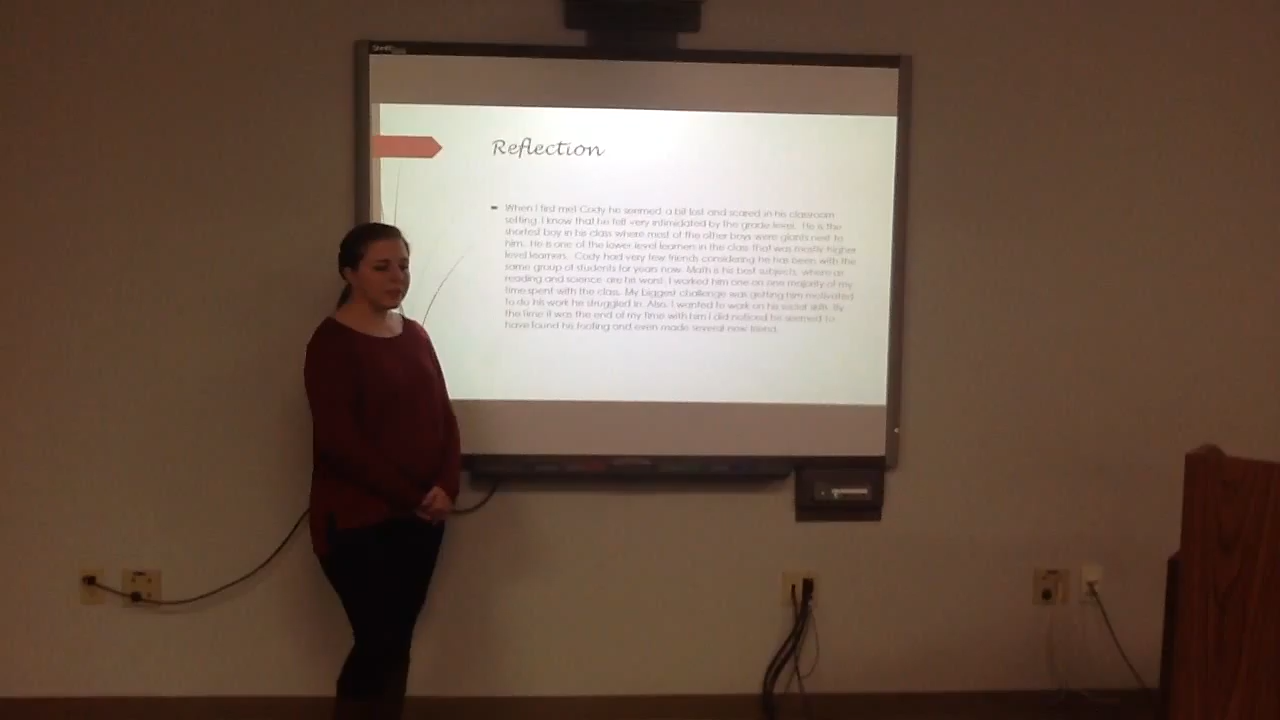 SMART
Reflection
When I first met Cody he seemed a bit lost and scared in his classroom
setting. I know that he felt very intimidated by the grade level. He is the
shortest boy in his class where most of the other boys were giants next to
him. He is one of the lower level learners in the class that was mostly higher
level learners. Cody had very few friends considering he has been with the
same group of students for years now. Math is his best subjects, where as
reading and science are his worst. I worked him one on one majority of my
time spent with the class. My biggest challenge was getting him motivated
to do his work he struggled in. Also, I wanted to work on his social skills. By
the time it was the end of my time with him I did noticed he seemed to
have found his footing and even made several new friend.